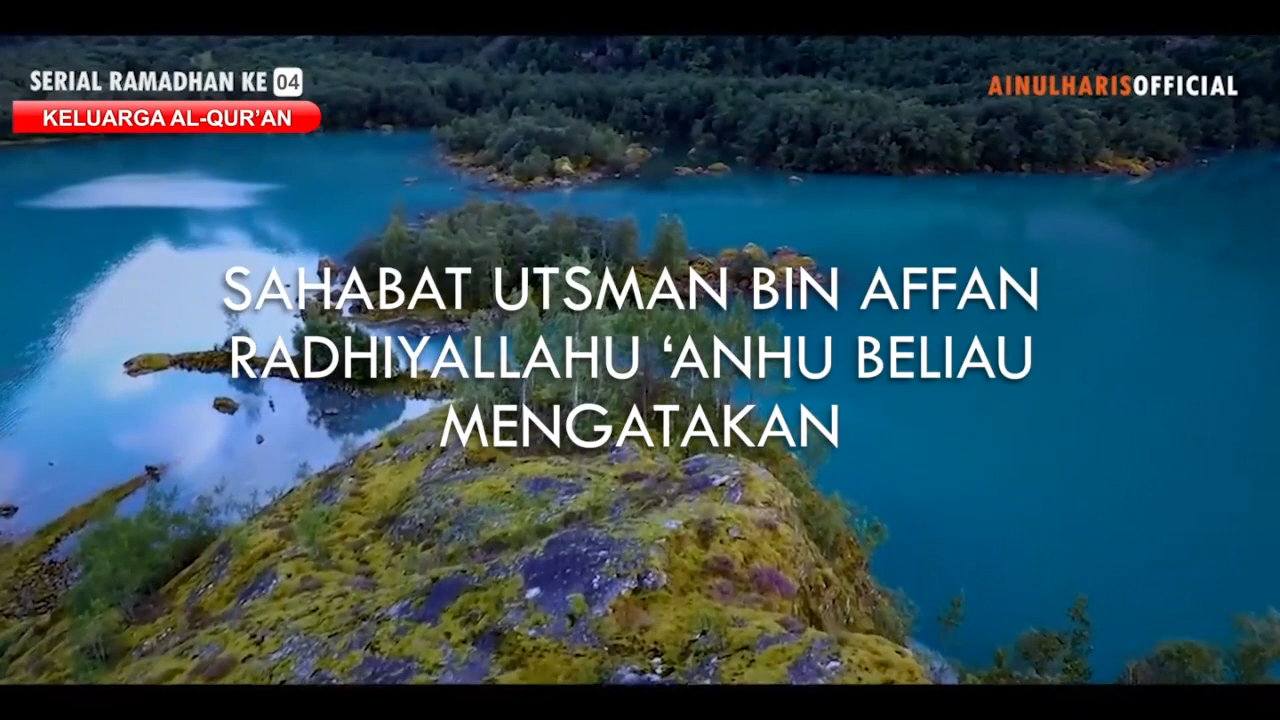 SERIAL RAMADHAN KE 04
KELUARGA AL-QUR’AN
AINULHARISOFFICIAL
SAHABAT UTSMAN BIN AFFAN
RADHIYALLAHU ‘ANHU BELIAU
MENGATAKAN